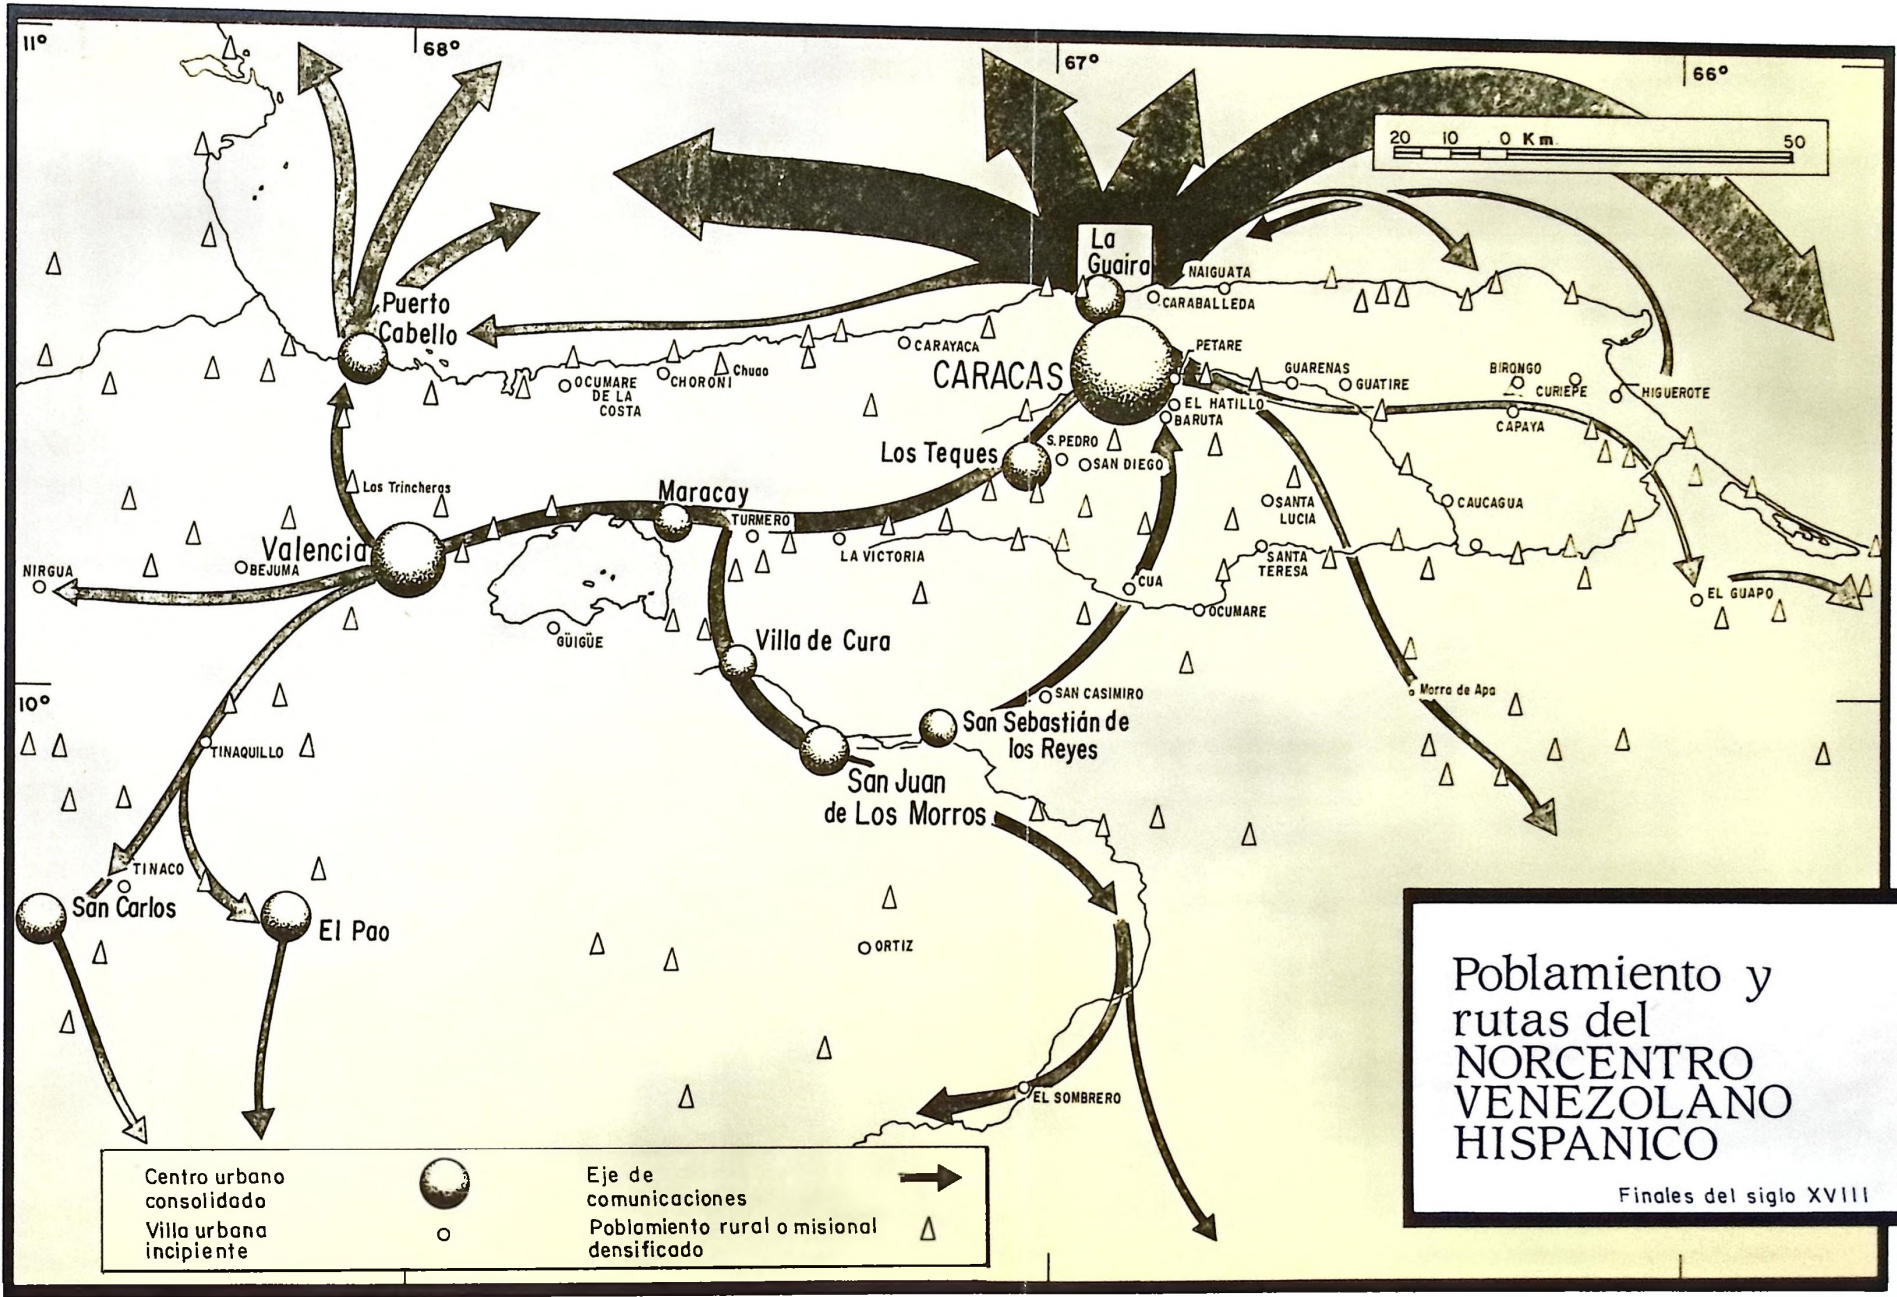 11°
68°
67°
66°
20 10 0 Km. 50
La
Guaira
NAIGUATA
CARABALLEDA
Puerto
Cabello
CARAYACA
PETARE
CARACAS
Chuao
OCUMARE
DE LA
COSTA
CHORONI
GUARENAS
GUATIRE
BIRONGO
CURIEPE
HIGUEROTE
EL HATILLO
BARUTA
CAPAYA
Los Teques
S. PEDRO
SAN DIEGO
Las Trincheras
Maracay
TURMERO
LA VICTORIA
SANTA
LUCIA
CAUCAGUA
Valencia
BEJUMA
NIRGUA
SANTA
TERESA
CUA
OCUMARE
EL GUAPO
GÜIGÜE
Villa de Cura
10°
SAN CASIMIRO
Morro de Apa
San Sebastián de
los Reyes
TINAQUILLO
San Juan
de Los Morros
TINACO
San Carlos
El Pao
ORTIZ
EL SOMBRERO
Centro urbano
consolidado
Villa urbana
incipiente
Eje de
comunicaciones
Poblamiento rural o misional
densificado
Poblamiento y
rutas del
NORCENTRO
VENEZOLANO
HISPANICO
Finales del siglo XVIII